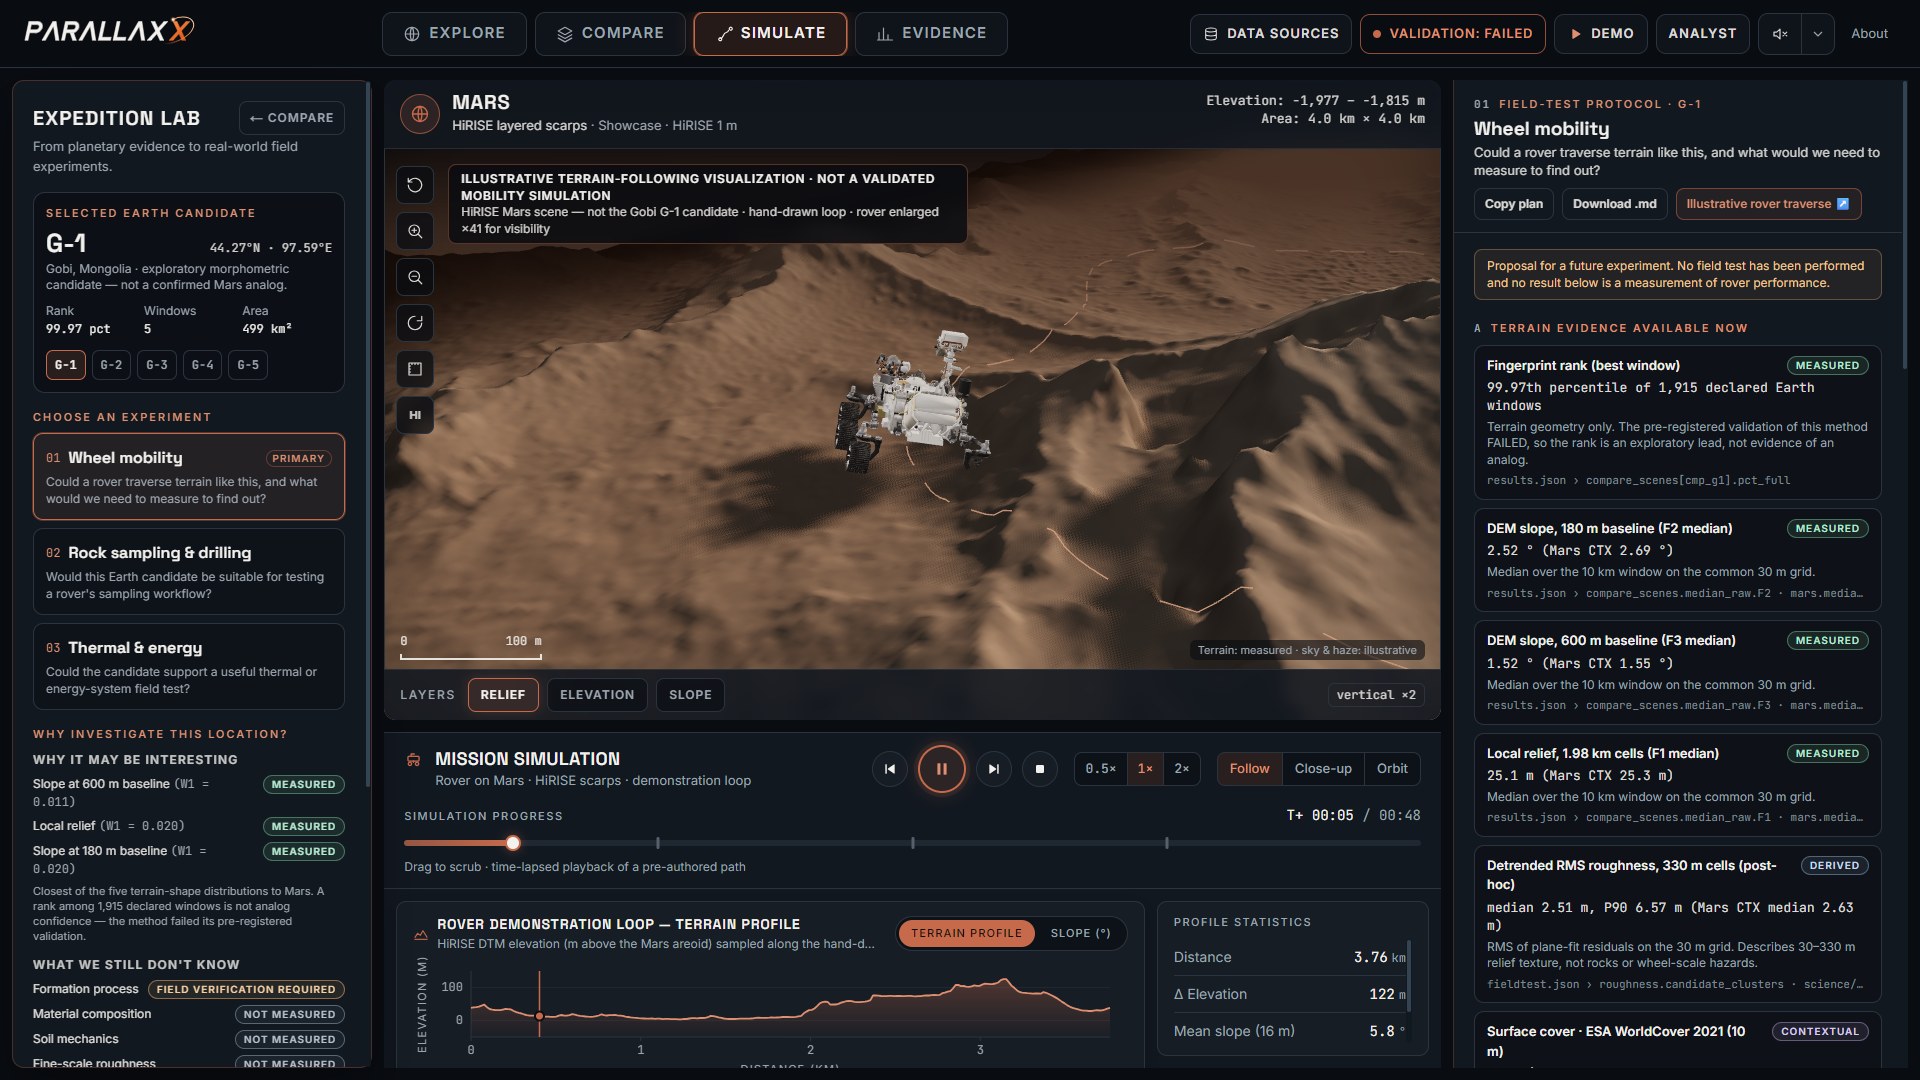 PARALLAXX
EXPLORE
COMPARE
SIMULATE
EVIDENCE
DATA SOURCES
VALIDATION: FAILED
DEMO
ANALYST
About
EXPEDITION LAB
← COMPARE
From planetary evidence to real-world field
experiments.
SELECTED EARTH CANDIDATE
G-1
44.27°N · 97.59°E
Gobi, Mongolia · exploratory morphometric
candidate — not a confirmed Mars analog.
Rank Windows Area
99.97 pct 5 499 km²
G-1 G-2 G-3 G-4 G-5
CHOOSE AN EXPERIMENT
01 Wheel mobility PRIMARY
Could a rover traverse terrain like this, and what
would we need to measure to find out?
02 Rock sampling & drilling
Would this Earth candidate be suitable for testing
a rover's sampling workflow?
03 Thermal & energy
Could the candidate support a useful thermal or
energy-system field test?
WHY INVESTIGATE THIS LOCATION?
WHY IT MAY BE INTERESTING
Slope at 600 m baseline (W1 = MEASURED
0.011)
Local relief (W1 = 0.020) MEASURED
Slope at 180 m baseline (W1 = MEASURED
0.020)
Closest of the five terrain-shape distributions to Mars. A
rank among 1,915 declared windows is not analog
confidence — the method failed its pre-registered
validation.
WHAT WE STILL DON'T KNOW
Formation process FIELD VERIFICATION REQUIRED
Material composition NOT MEASURED
Soil mechanics NOT MEASURED
Fine-scale roughness NOT MEASURED
MARS
HiRISE layered scarps · Showcase · HiRISE 1 m
Elevation: -1,977 – -1,815 m
Area: 4.0 km × 4.0 km
ILLUSTRATIVE TERRAIN-FOLLOWING VISUALIZATION · NOT A VALIDATED
MOBILITY SIMULATION
HiRISE Mars scene — not the Gobi G-1 candidate · hand-drawn loop · rover enlarged
×41 for visibility
HI
0 100 m
Terrain: measured · sky & haze: illustrative
LAYERS RELIEF ELEVATION SLOPE
vertical ×2
MISSION SIMULATION
Rover on Mars · HiRISE scarps · demonstration loop
0.5× 1× 2×
Follow Close-up Orbit
SIMULATION PROGRESS
T+ 00:05 / 00:48
Drag to scrub · time-lapsed playback of a pre-authored path
ROVER DEMONSTRATION LOOP — TERRAIN PROFILE
HiRISE DTM elevation (m above the Mars areoid) sampled along the hand-d...
TERRAIN PROFILE SLOPE (°)
ELEVATION (M)
100
0
0 1 2 3
DISTANCE (KM)
PROFILE STATISTICS
Distance 3.76 km
Δ Elevation 122 m
Mean slope (16 m) 5.8 °
01 FIELD-TEST PROTOCOL · G-1
Wheel mobility
Could a rover traverse terrain like this, and what would we need to
measure to find out?
Copy plan Download .md Illustrative rover traverse ↗
Proposal for a future experiment. No field test has been performed
and no result below is a measurement of rover performance.
A TERRAIN EVIDENCE AVAILABLE NOW
Fingerprint rank (best window) MEASURED
99.97th percentile of 1,915 declared Earth
windows
Terrain geometry only. The pre-registered validation of this method
FAILED, so the rank is an exploratory lead, not evidence of an
analog.
results.json › compare_scenes[cmp_g1].pct_full
DEM slope, 180 m baseline (F2 median) MEASURED
2.52 ° (Mars CTX 2.69 °)
Median over the 10 km window on the common 30 m grid.
results.json › compare_scenes.median_raw.F2 · mars.media…
DEM slope, 600 m baseline (F3 median) MEASURED
1.52 ° (Mars CTX 1.55 °)
Median over the 10 km window on the common 30 m grid.
results.json › compare_scenes.median_raw.F3 · mars.media…
Local relief, 1.98 km cells (F1 median) MEASURED
25.1 m (Mars CTX 25.3 m)
Median over the 10 km window on the common 30 m grid.
results.json › compare_scenes.median_raw.F1 · mars.media…
Detrended RMS roughness, 330 m cells (post- DERIVED
hoc)
median 2.51 m, P90 6.57 m (Mars CTX median 2.63
m)
RMS of plane-fit residuals on the 30 m grid. Describes 30–330 m
relief texture, not rocks or wheel-scale hazards.
fieldtest.json › roughness.candidate_clusters · science/…
Surface cover · ESA WorldCover 2021 (10 CONTEXTUAL
m)